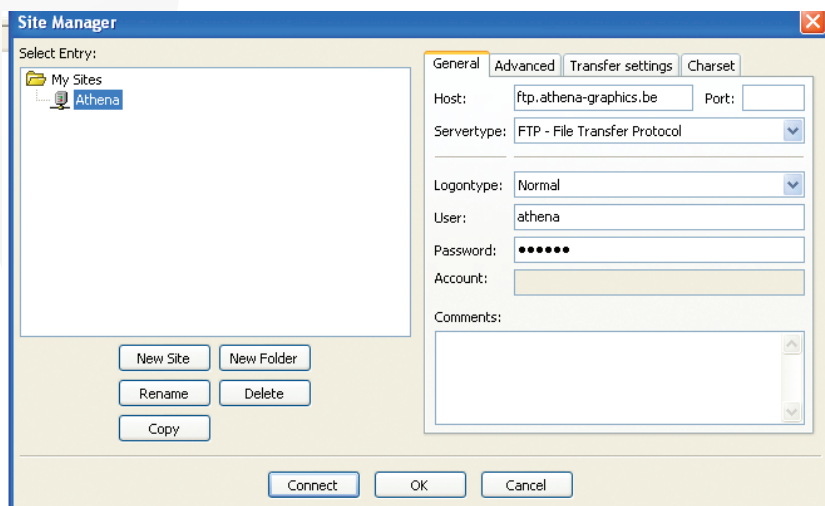 Site Manager
Select Entry:
My Sites
Athena
New Site
New Folder
Rename
Delete
Copy
General
Advanced
Transfer settings
Charset
Host:
ftp.athena-graphics.be
Port:
Servertype:
FTP - File Transfer Protocol
Logontype:
Normal
User:
athena
Password:
••••••
Account:
Comments:
Connect
OK
Cancel